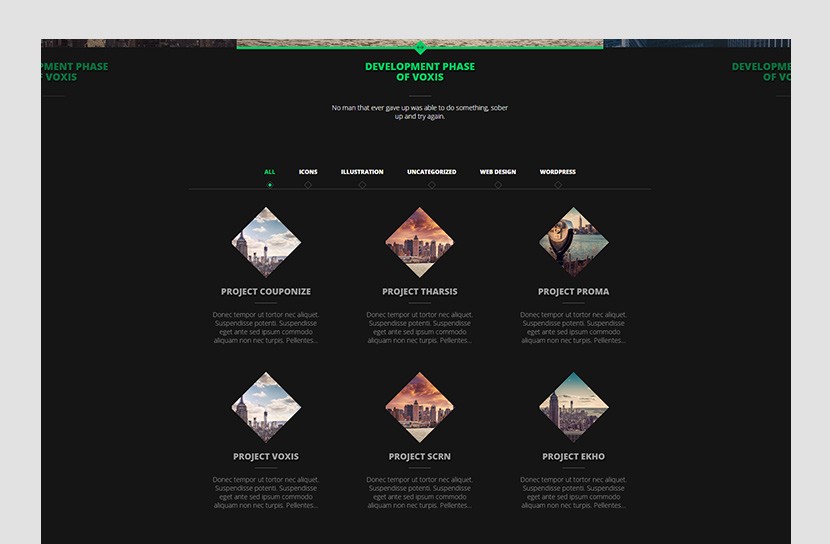 PMENT PHASE
F VOXIS
DEVELOPMENT PHASE
OF VOXIS
DEVELOPME
OF VO
No man that ever gave up was able to do something, sober
up and try again.
ALL ICONS ILLUSTRATION UNCATEGORIZED WEB DESIGN WORDPRESS
PROJECT COUPONIZE
Donec tempor ut tortor nec aliquet.
Suspendisse potenti. Suspendisse
eget ante sed ipsum commodo
aliquam non nec turpis. Pellentes...
PROJECT THARSIS
Donec tempor ut tortor nec aliquet.
Suspendisse potenti. Suspendisse
eget ante sed ipsum commodo
aliquam non nec turpis. Pellentes...
PROJECT PROMA
Donec tempor ut tortor nec aliquet.
Suspendisse potenti. Suspendisse
eget ante sed ipsum commodo
aliquam non nec turpis. Pellentes...
PROJECT VOXIS
Donec tempor ut tortor nec aliquet.
Suspendisse potenti. Suspendisse
eget ante sed ipsum commodo
aliquam non nec turpis. Pellentes...
PROJECT SCRN
Donec tempor ut tortor nec aliquet.
Suspendisse potenti. Suspendisse
eget ante sed ipsum commodo
aliquam non nec turpis. Pellentes...
PROJECT EKHO
Donec tempor ut tortor nec aliquet.
Suspendisse potenti. Suspendisse
eget ante sed ipsum commodo
aliquam non nec turpis. Pellentes...